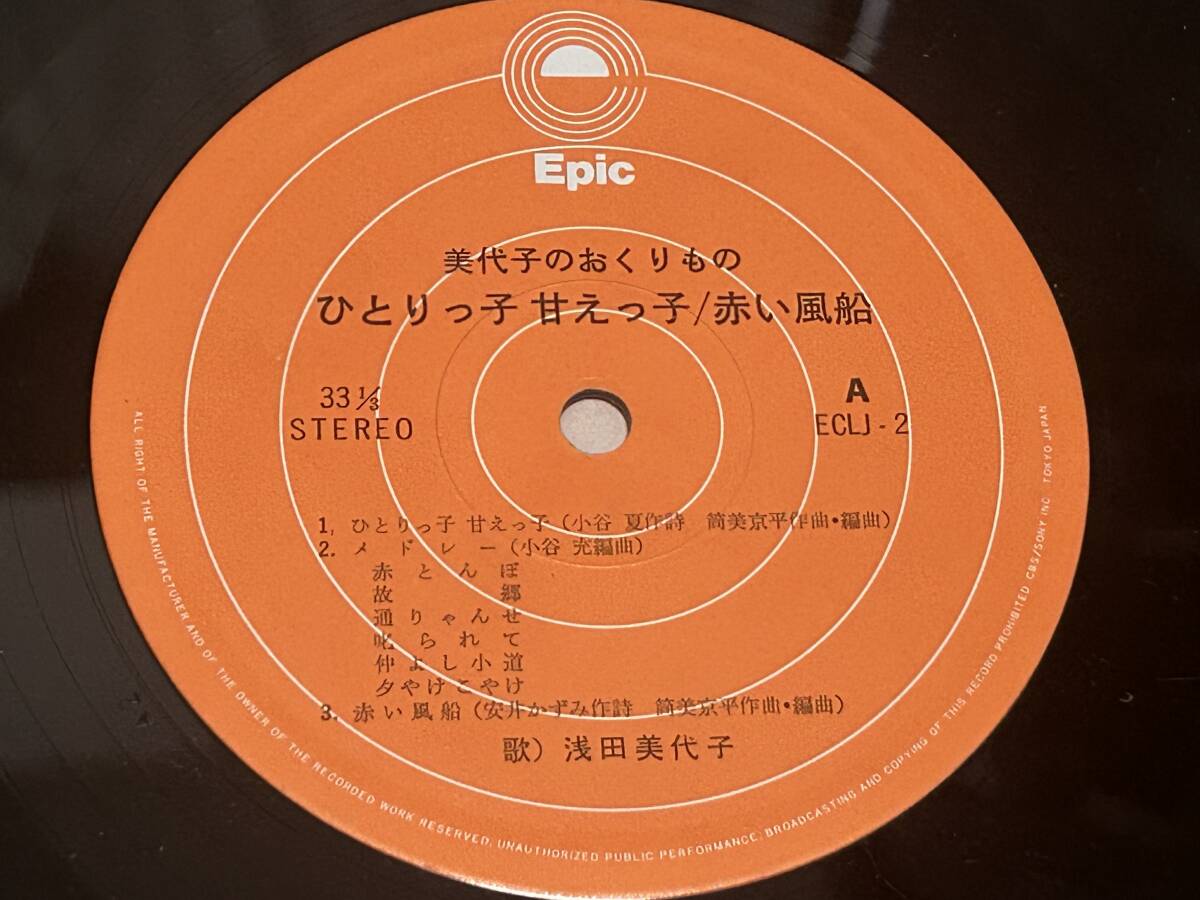 Epic
美代子のおくりもの
ひとりっ子 甘えっ子/赤い風船
33 1/3
STEREO
A
ECLJ-2
1, ひとりっ子 甘えっ子 (小谷 夏作詩 筒美京平作曲・編曲)
2. メドレー (小谷 充編曲)
赤とんぼ
故郷
通りゃんせ
叱られて
仲よし小道
夕やけこやけ
3. 赤い風船 (安井かずみ作詩 筒美京平作曲・編曲)
歌) 浅田美代子
ALL RIGHT OF THE MANUFACTURER AND OF THE OWNER OF THE RECORDED WORK RESERVED. UNAUTHORIZED PUBLIC PERFORMANCE, BROADCASTING AND COPYING OF THIS RECORD PROHIBITED CBS/SONY INC TOKYO JAPAN